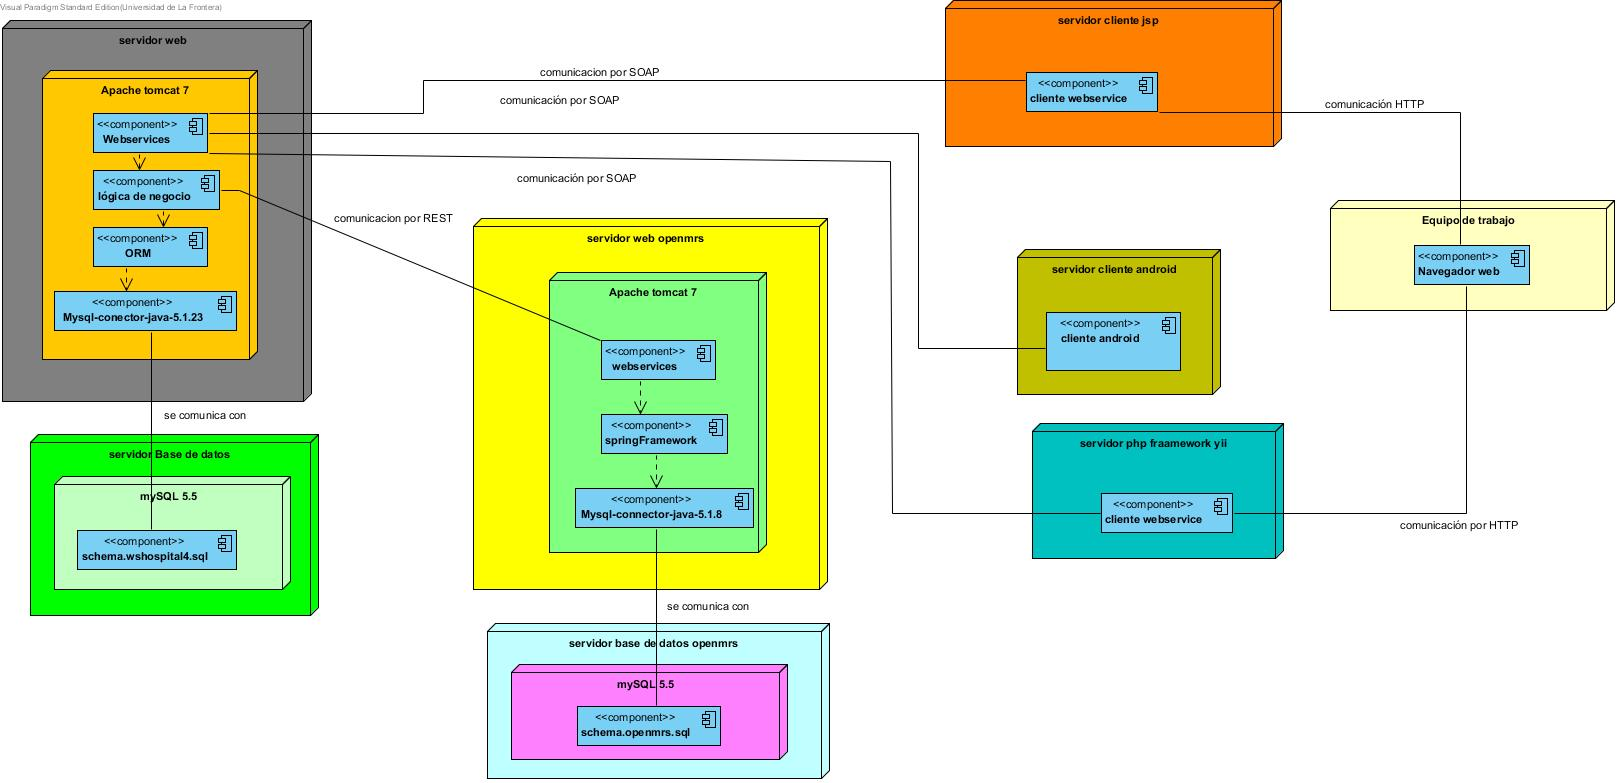 Visual Paradigm Standard Edition(Universidad de La Frontera)
servidor web
Apache tomcat 7
<<component>>
Webservices
<<component>>
lógica de negocio
<<component>>
ORM
<<component>>
Mysql-conector-java-5.1.23
se comunica con
servidor Base de datos
mySQL 5.5
<<component>>
schema.wshospital4.sql
comunicacion por SOAP
comunicación por SOAP
comunicación por SOAP
comunicacion por REST
servidor web openmrs
Apache tomcat 7
<<component>>
webservices
<<component>>
springFramework
<<component>>
Mysql-connector-java-5.1.8
se comunica con
servidor base de datos openmrs
mySQL 5.5
<<component>>
schema.openmrs.sql
servidor cliente jsp
<<component>>
cliente webservice
comunicación HTTP
Equipo de trabajo
<<component>>
Navegador web
servidor cliente android
<<component>>
cliente android
servidor php fraamework yii
<<component>>
cliente webservice
comunicación por HTTP